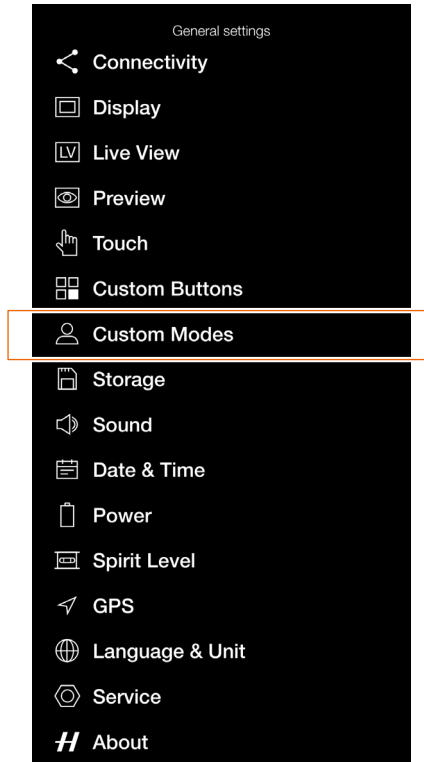 General settings
Connectivity
Display
LV Live View
Preview
Touch
Custom Buttons
Custom Modes
Storage
Sound
Date & Time
Power
Spirit Level
GPS
Language & Unit
Service
H About